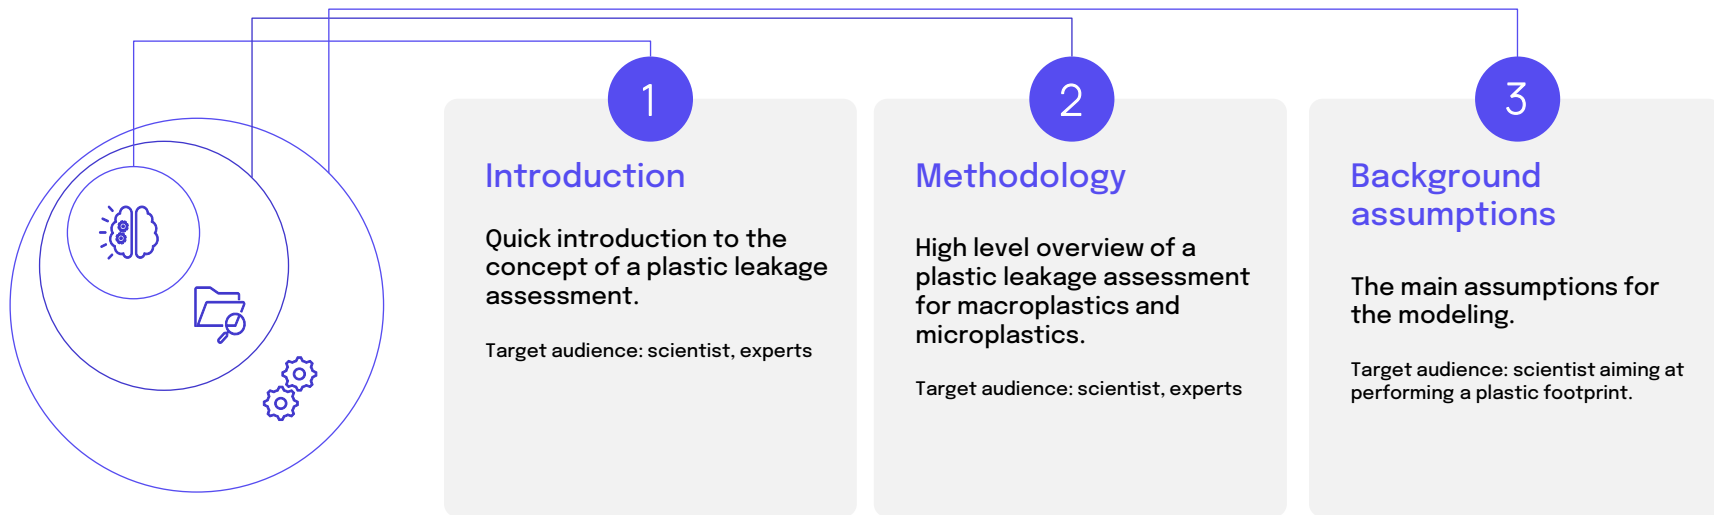 1
Introduction
Quick introduction to the
concept of a plastic leakage
assessment.
Target audience: scientist, experts
2
Methodology
High level overview of a
plastic leakage assessment
for macroplastics and
microplastics.
Target audience: scientist, experts
3
Background
assumptions
The main assumptions for
the modeling.
Target audience: scientist aiming at
performing a plastic footprint.